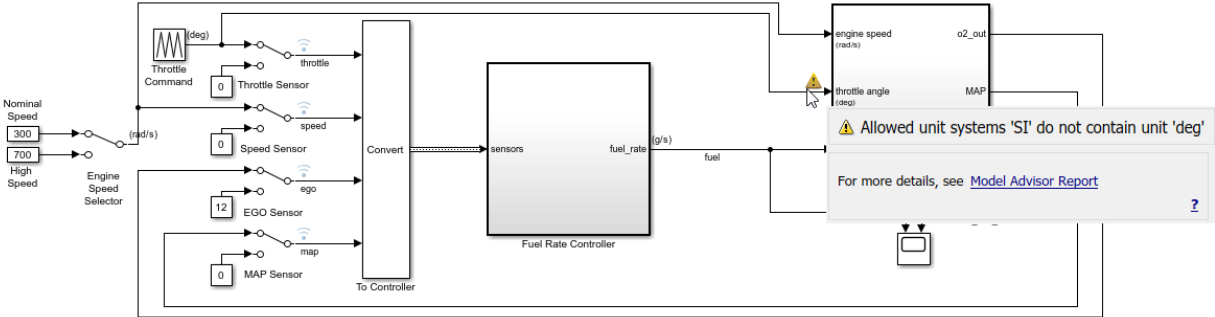 (deg)
Throttle
Command
0
Throttle Sensor
throttle
Nominal
Speed
300
700
High
Speed
(rad/s)
Engine
Speed
Selector
0
Speed Sensor
speed
12
EGO Sensor
ego
0
MAP Sensor
map
Convert
To Controller
sensors
fuel_rate
Fuel Rate Controller
(g/s)
fuel
engine speed
(rad/s)
o2_out
throttle angle
(deg)
MAP
Allowed unit systems 'SI' do not contain unit 'deg'
For more details, see Model Advisor Report
?